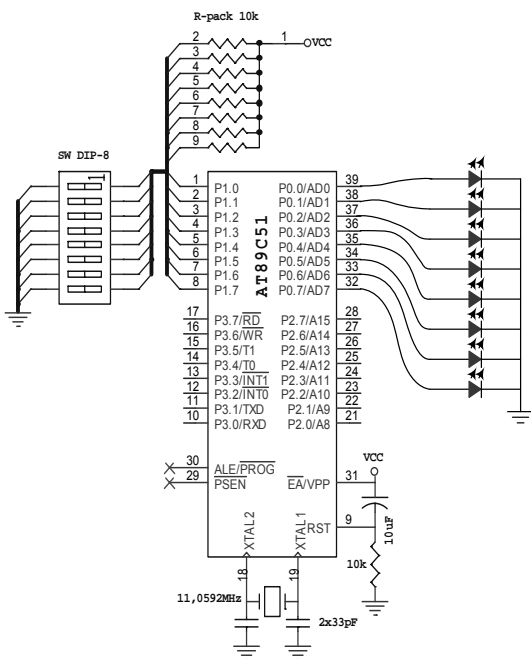 R-pack 10k
2
1
VCC
3
4
5
6
7
8
9
SW DIP-8
1
AT89C51
1 P1.0 P0.0/AD0 39
2 P1.1 P0.1/AD1 38
3 P1.2 P0.2/AD2 37
4 P1.3 P0.3/AD3 36
5 P1.4 P0.4/AD4 35
6 P1.5 P0.5/AD5 34
7 P1.6 P0.6/AD6 33
8 P1.7 P0.7/AD7 32
17 P3.7/RD P2.7/A15 28
16 P3.6/WR P2.6/A14 27
15 P3.5/T1 P2.5/A13 26
14 P3.4/T0 P2.4/A12 25
13 P3.3/INT1 P2.3/A11 24
12 P3.2/INT0 P2.2/A10 23
11 P3.1/TXD P2.1/A9 22
10 P3.0/RXD P2.0/A8 21
VCC
30 ALE/PROG
29 PSEN EA/VPP 31
RST 9
10uF
XTAL2
XTAL1
10k
18
19
11,0592MHz
2x33pF